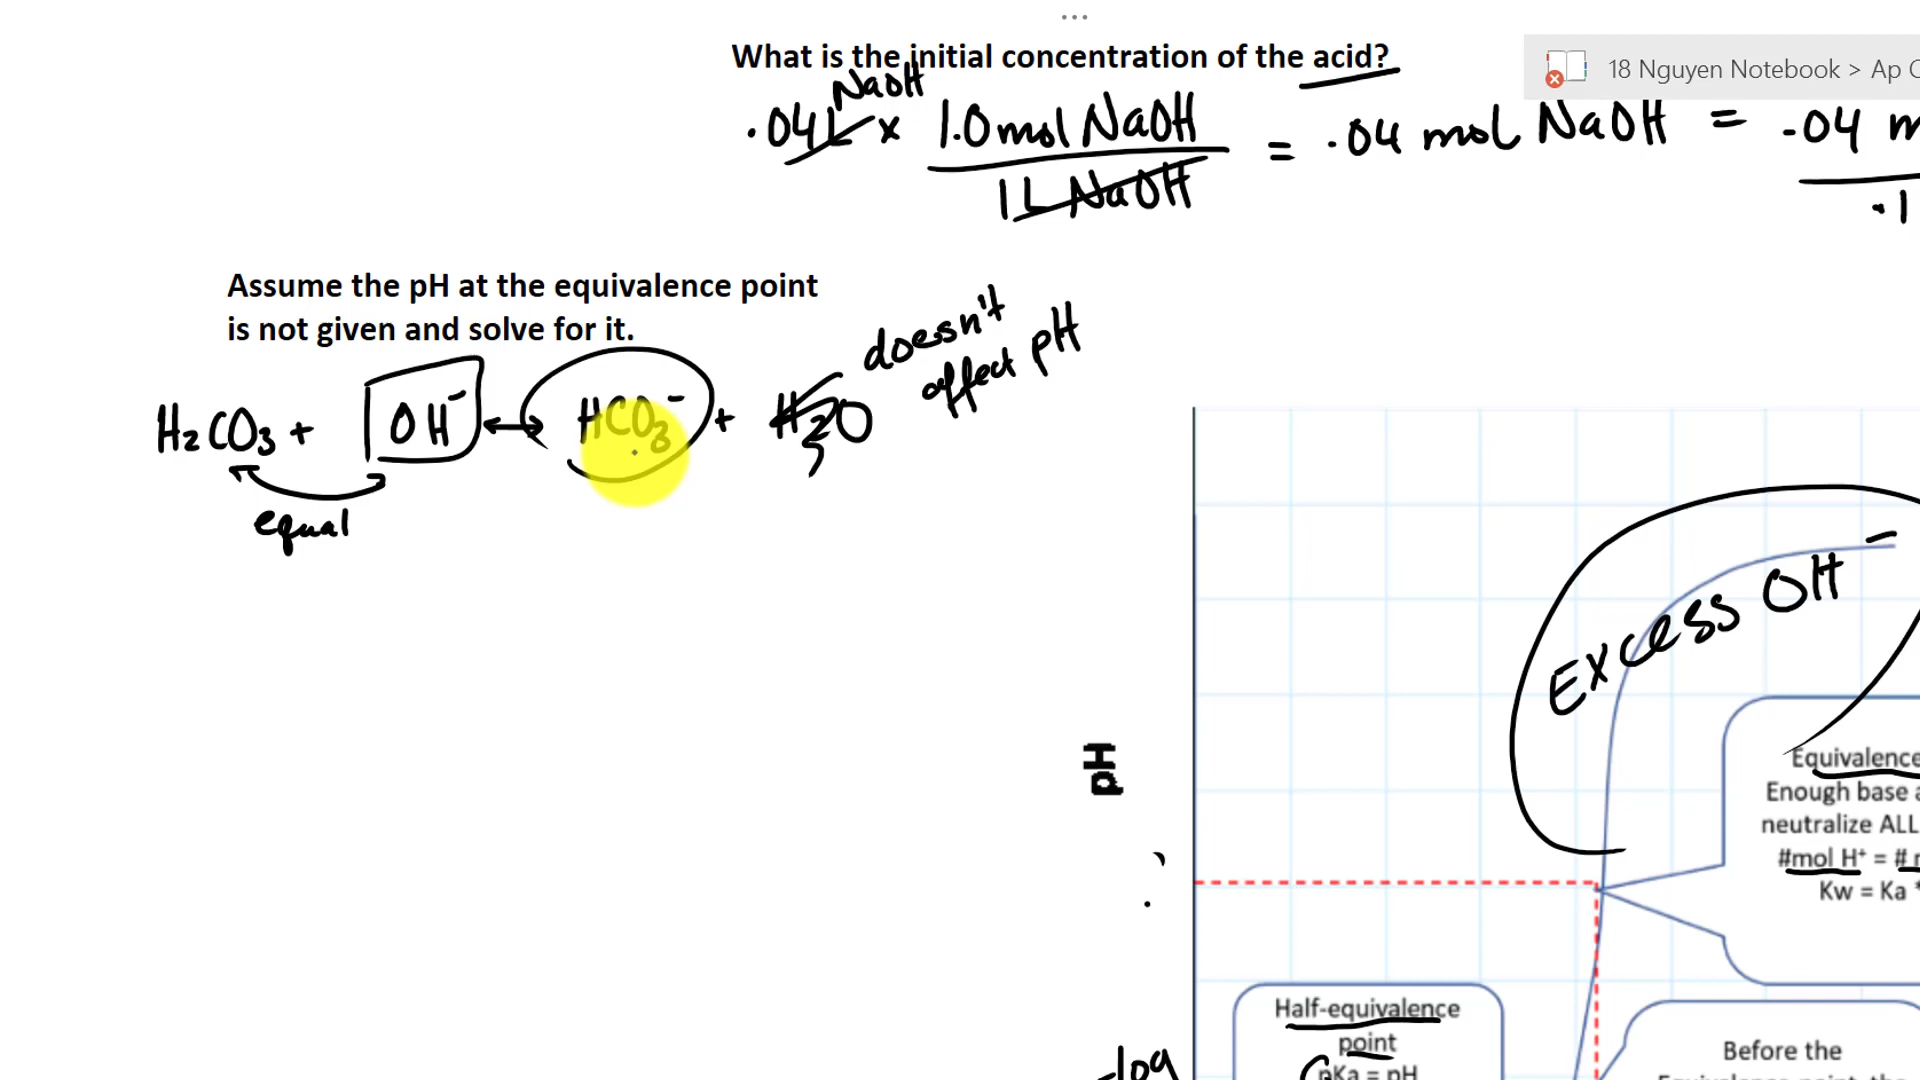 What is the initial concentration of the acid?
18 Nguyen Notebook > Ap C
NaOH
.04L x 1.0 mol NaOH = .04 mol NaOH = .04 m
1L NaOH .1
Assume the pH at the equivalence point
is not given and solve for it.
doesn't
affect pH
H₂CO₃ + OH⁻ ↔ HCO₃⁻ + H₂O
equal
Excess OH⁻
pH
Equivalence
Enough base a
neutralize ALL
#mol H⁺ = #
Kw = Ka *
Half-equivalence
point
pKa = pH
-log
Before the